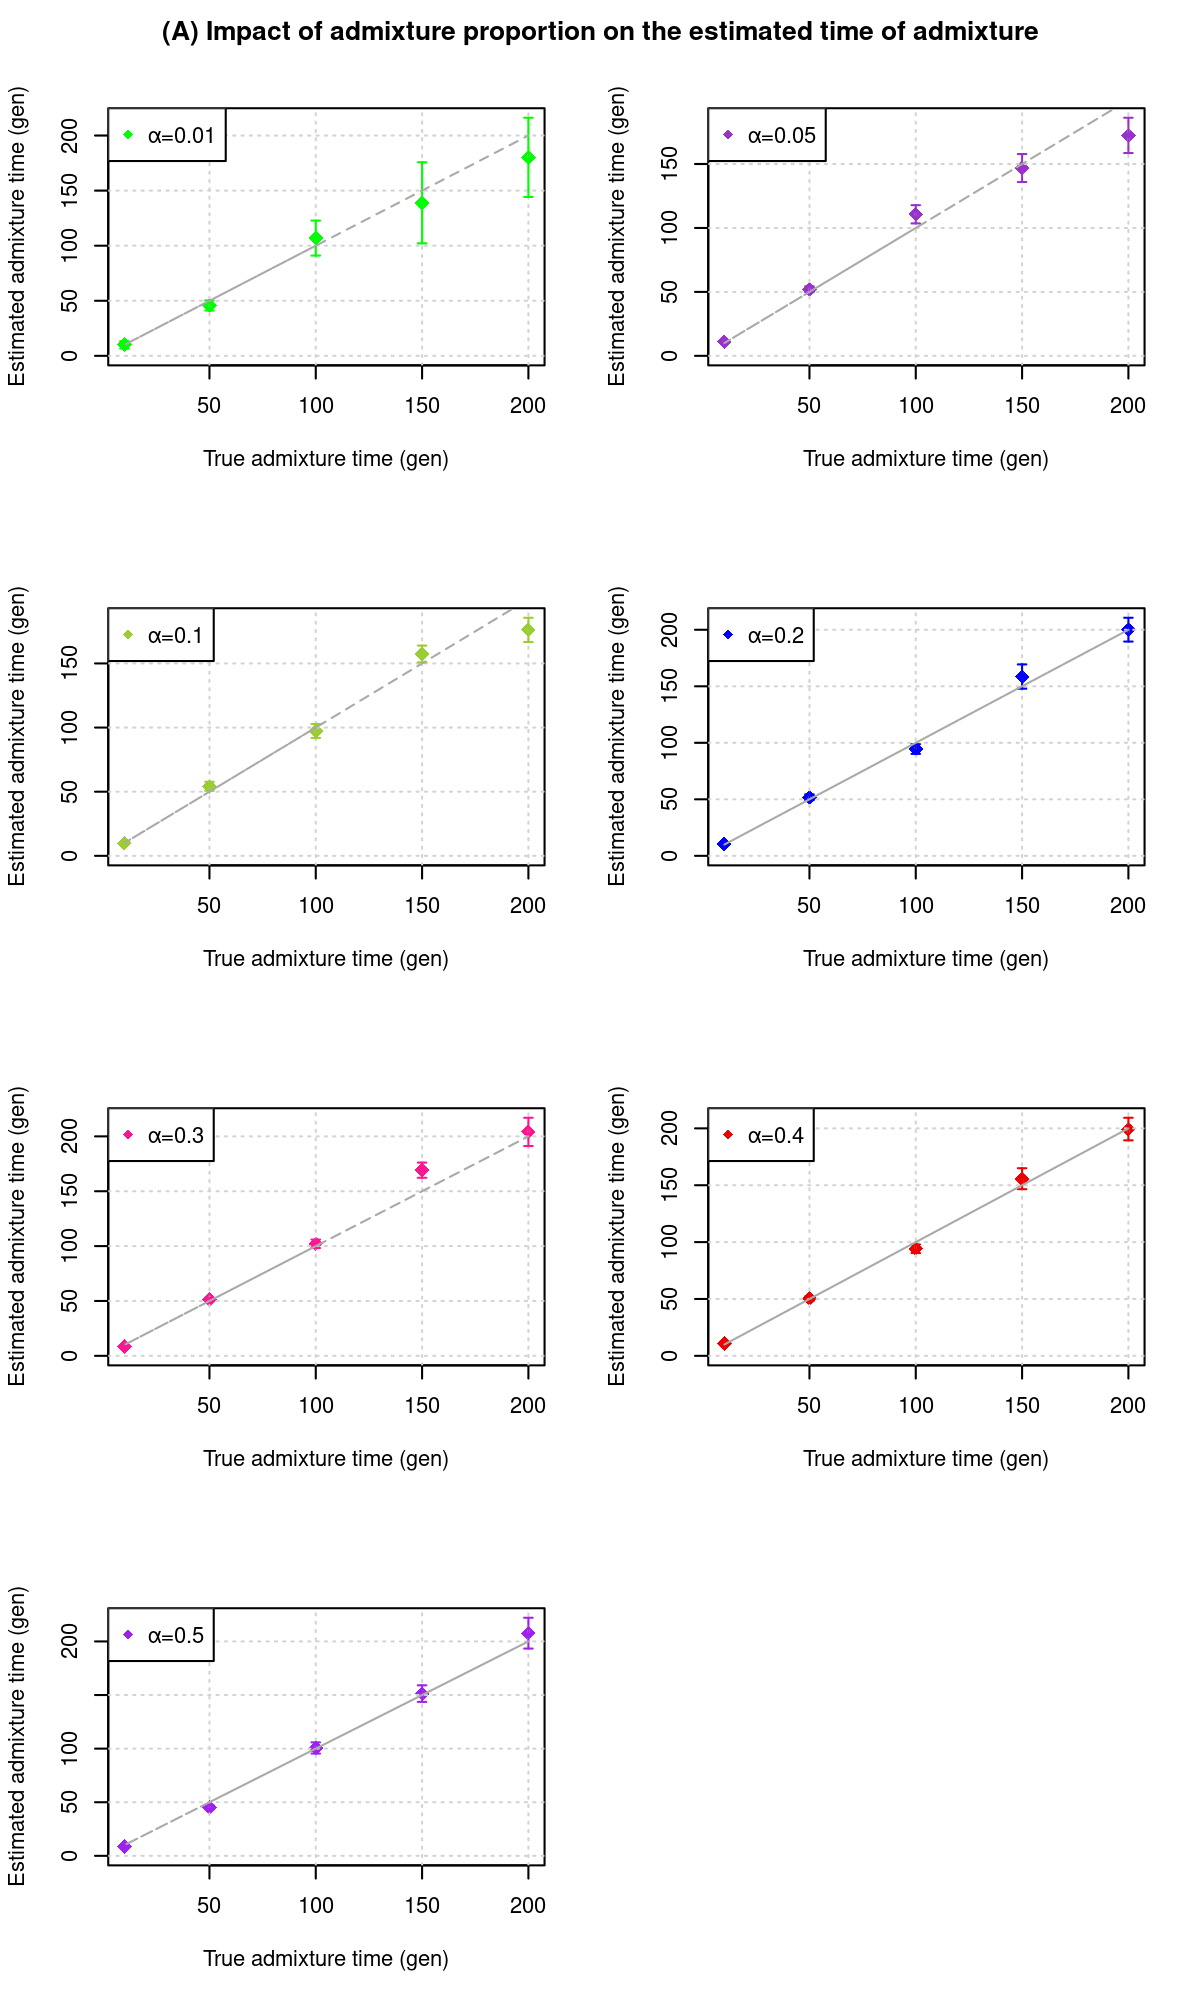 (A) Impact of admixture proportion on the estimated time of admixture
α=0.01
Estimated admixture time (gen)
0 50 100 150 200
50 100 150 200
True admixture time (gen)
α=0.05
Estimated admixture time (gen)
0 50 100 150
50 100 150 200
True admixture time (gen)
α=0.1
Estimated admixture time (gen)
0 50 100 150
50 100 150 200
True admixture time (gen)
α=0.2
Estimated admixture time (gen)
0 50 100 150 200
50 100 150 200
True admixture time (gen)
α=0.3
Estimated admixture time (gen)
0 50 100 150 200
50 100 150 200
True admixture time (gen)
α=0.4
Estimated admixture time (gen)
0 50 100 150 200
50 100 150 200
True admixture time (gen)
α=0.5
Estimated admixture time (gen)
0 50 100 200
50 100 150 200
True admixture time (gen)